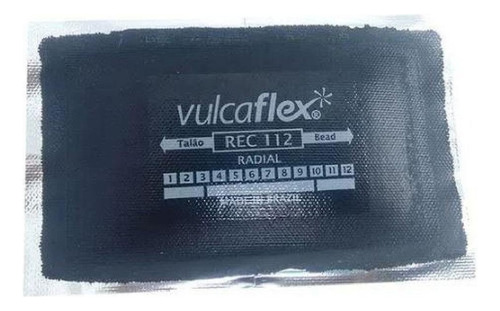 vulcaflex®
Talão REC 112 Bead
RADIAL
1 2 3 4 5 6 7 8 9 10 11 12
MADE IN BRAZIL